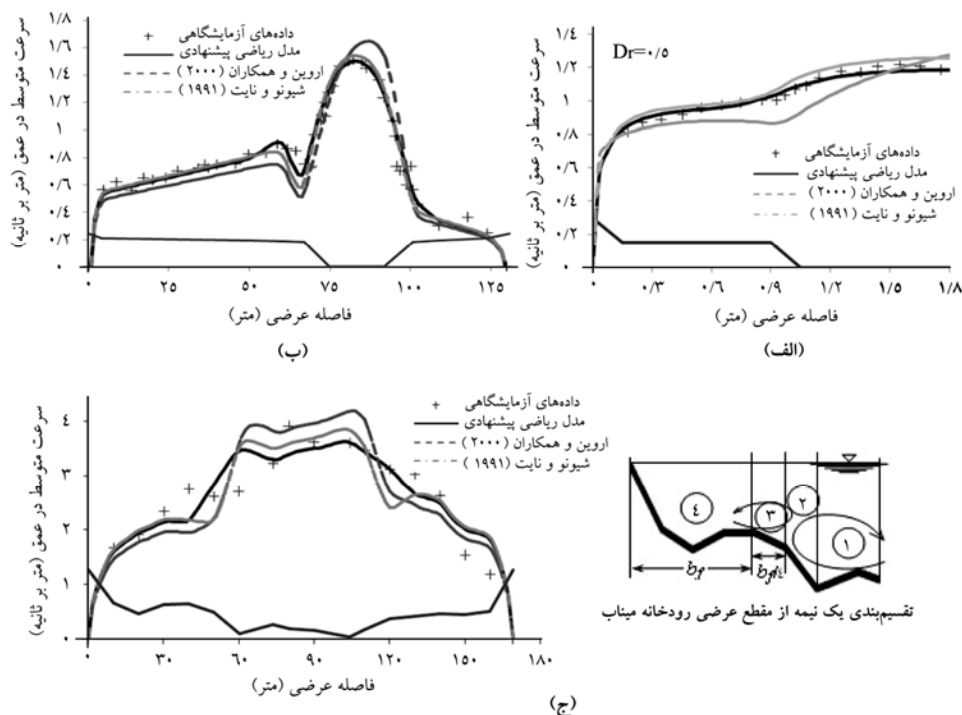 سرعت متوسط در عمق (متر بر ثانیه)
۱/۸
۱/۶
۱/۴
۱/۲
۱
۰/۸
۰/۶
۰/۴
۰/۲
۰
داده‌های آزمایشگاهی
مدل ریاضی پیشنهادی
اروین و همکاران (۲۰۰۰)
شیونو و نایت (۱۹۹۱)
۰ ۲۵ ۵۰ ۷۵ ۱۰۰ ۱۲۵
فاصله عرضی (متر)
(ب)
سرعت متوسط در عمق (متر بر ثانیه)
۱/۴
۱/۲
۱/۰
۰/۸
۰/۶
۰/۴
۰/۲
۰
Dr=۰/۵
داده‌های آزمایشگاهی
مدل ریاضی پیشنهادی
اروین و همکاران (۲۰۰۰)
شیونو و نایت (۱۹۹۱)
۰ ۰/۳ ۰/۶ ۰/۹ ۱/۲ ۱/۵ ۱/۸
فاصله عرضی (متر)
(الف)
سرعت متوسط در عمق (متر بر ثانیه)
۴
۳
۲
۱
۰
داده‌های آزمایشگاهی
مدل ریاضی پیشنهادی
اروین و همکاران (۲۰۰۰)
شیونو و نایت (۱۹۹۱)
۰ ۳۰ ۶۰ ۹۰ ۱۲۰ ۱۵۰ ۱۸۰
فاصله عرضی (متر)
(ج)
۴ ۳ ۲ ۱
تقسیم‌بندی یک نیمه از مقطع عرضی رودخانه میناب